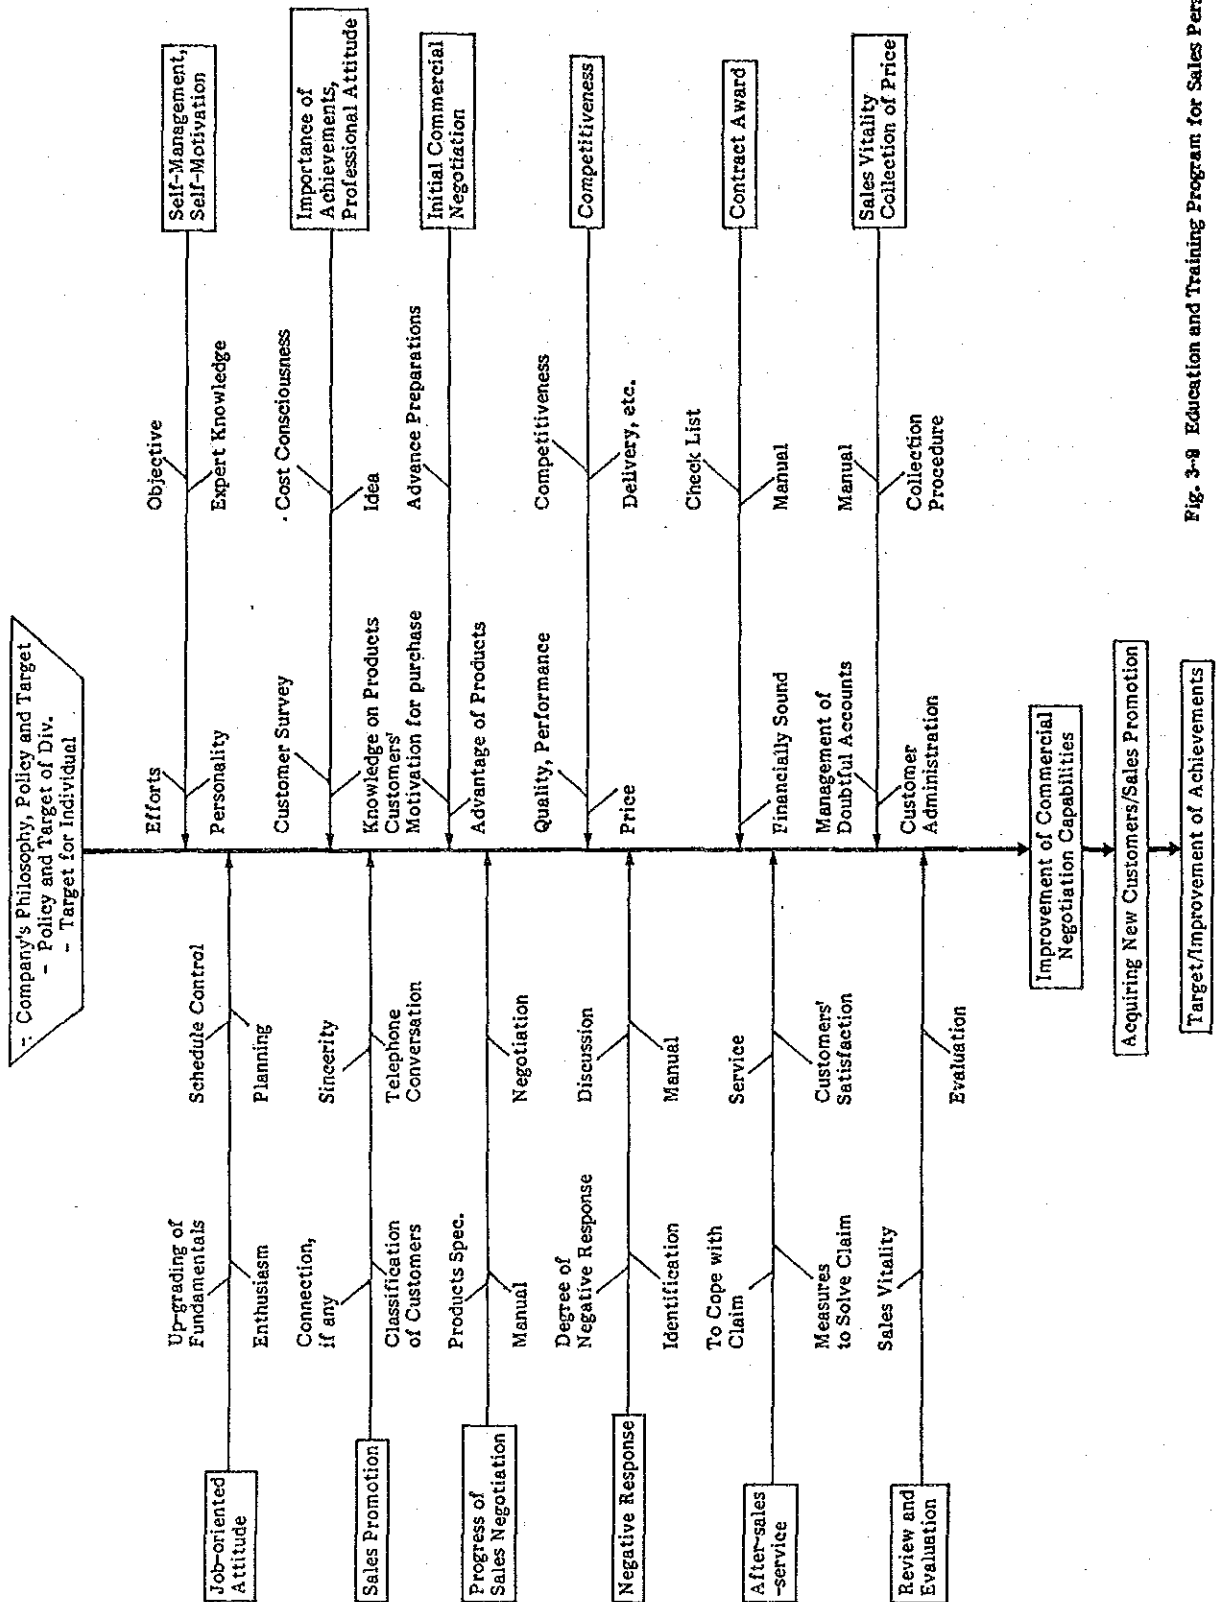 - Company's Philosophy, Policy and Target
- Policy and Target of Div.
- Target for Individual
Self-Management,
Self-Motivation
Objective
Expert Knowledge
Efforts
Personality
Job-oriented
Attitude
Up-grading of
Fundamentals
Enthusiasm
Schedule Control
Planning
Importance of
Achievements,
Professional Attitude
Cost Consciousness
Idea
Customer Survey
Knowledge on Products
Sales Promotion
Connection,
if any
Classification
of Customers
Sincerity
Telephone
Conversation
Initial Commercial
Negotiation
Advance Preparations
Customers'
Motivation for purchase
Advantage of Products
Progress of
Sales Negotiation
Products Spec.
Manual
Negotiation
Competitiveness
Competitiveness
Delivery, etc.
Quality, Performance
Price
Negative Response
Degree of
Negative Response
Identification
Discussion
Manual
Contract Award
Check List
Manual
Financially Sound
After-sales
-service
To Cope with
Claim
Measures
to Solve Claim
Service
Customers'
Satisfaction
Sales Vitality
Collection of Price
Manual
Collection
Procedure
Management of
Doubtful Accounts
Customer
Administration
Review and
Evaluation
Sales Vitality
Evaluation
Improvement of Commercial
Negotiation Capabilities
Acquiring New Customers/Sales Promotion
Target/Improvement of Achievements
Fig. 3-8 Education and Training Program for Sales